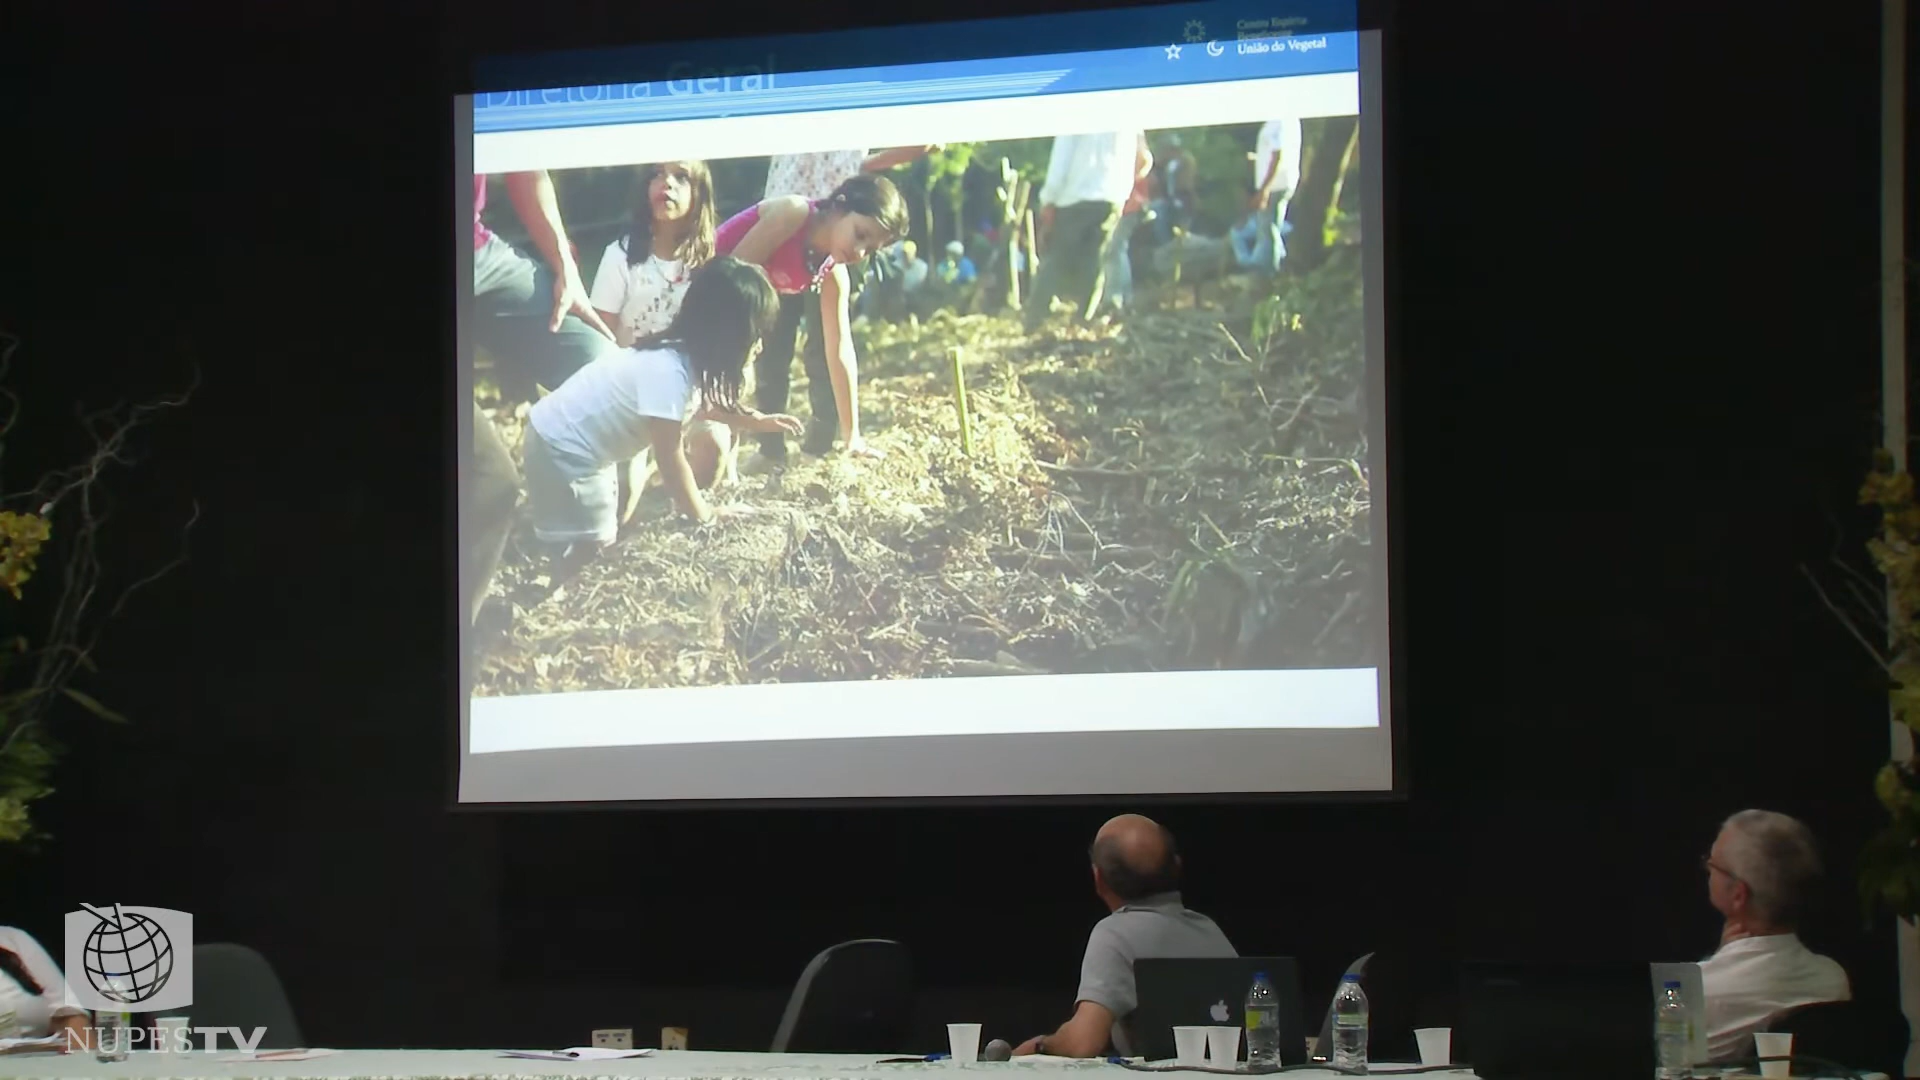 Centro Espírita
Beneficente
União do Vegetal
Diretoria Geral
NUPESTV